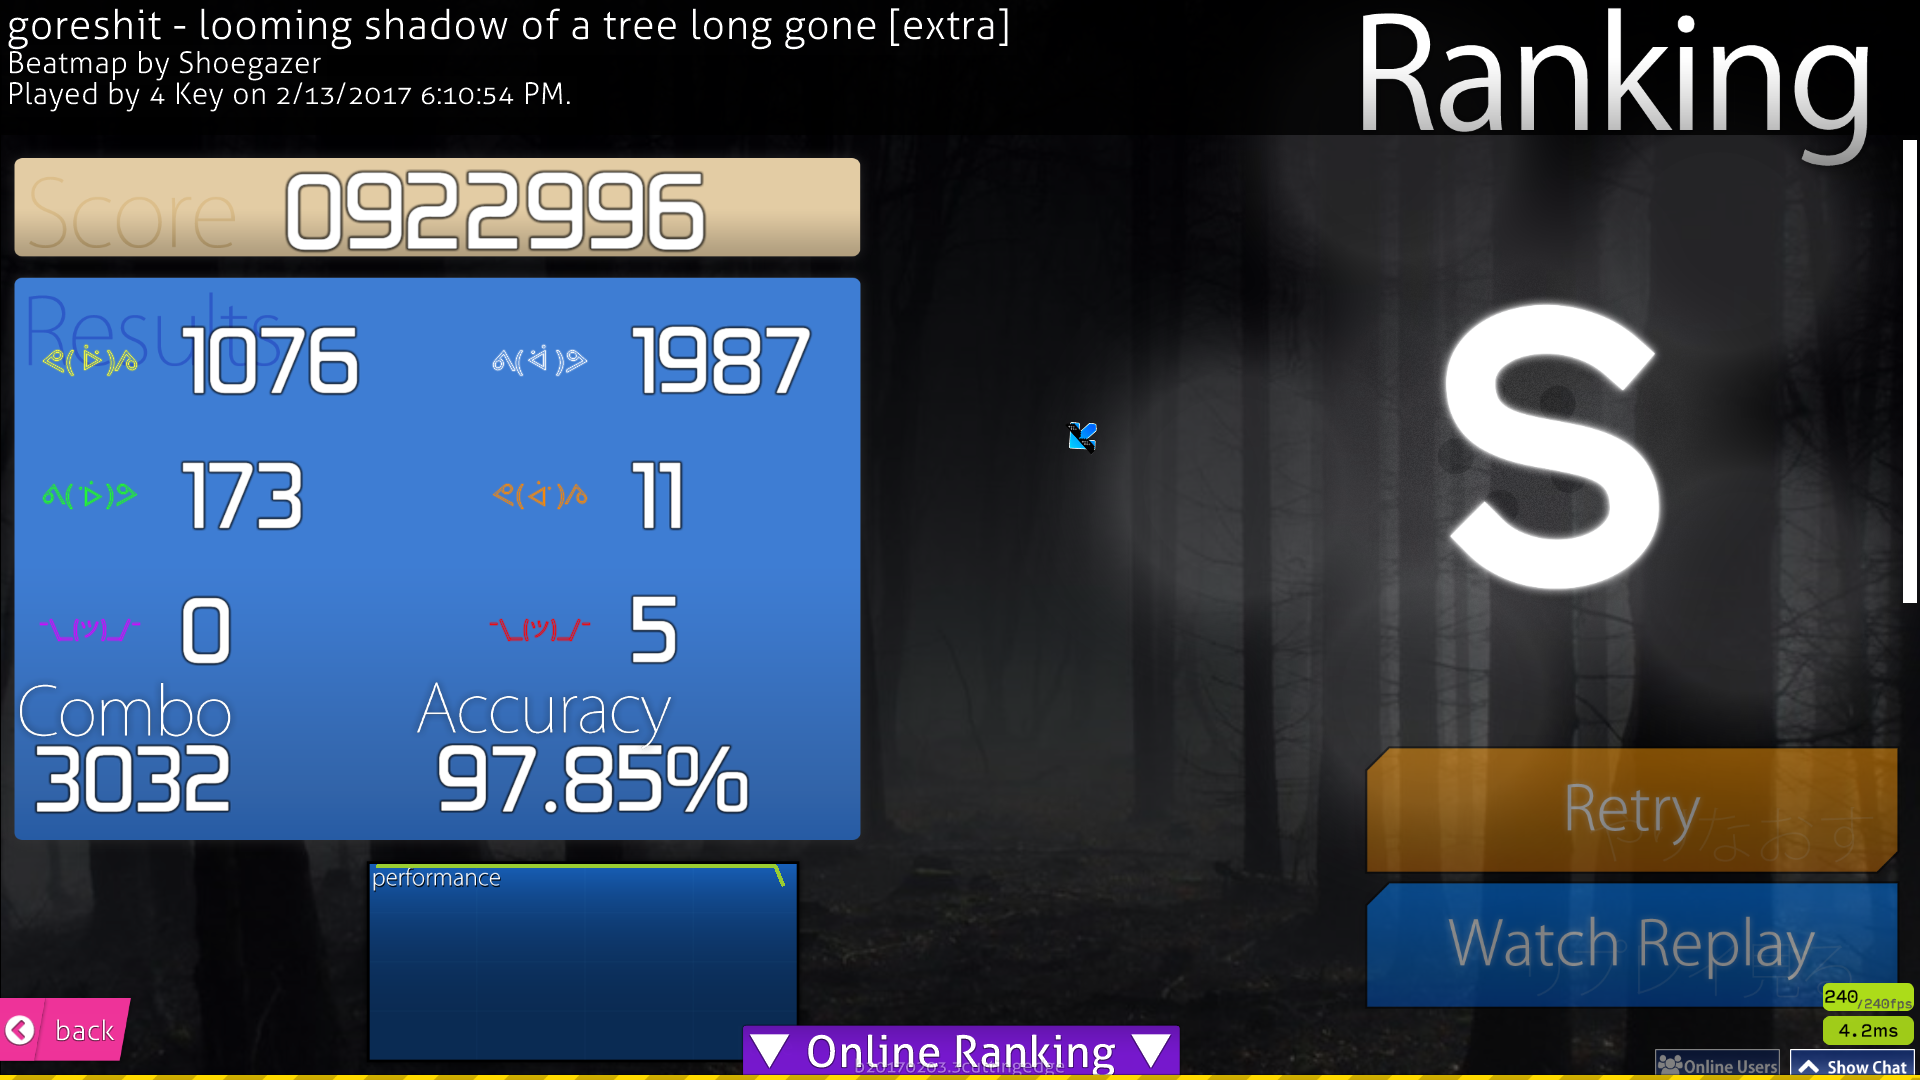 goreshit - looming shadow of a tree long gone [extra]
Beatmap by Shoegazer
Played by 4 Key on 2/13/2017 6:10:54 PM.
Ranking
Score 0922996
Results
1076 1987
173 11
¯\_(ツ)_/¯ 0 ¯\_(ツ)_/¯ 5
Combo Accuracy
3032 97.85%
performance
Retry
Watch Replay
back
Online Ranking
240/240fps
4.2ms
Online Users
Show Chat